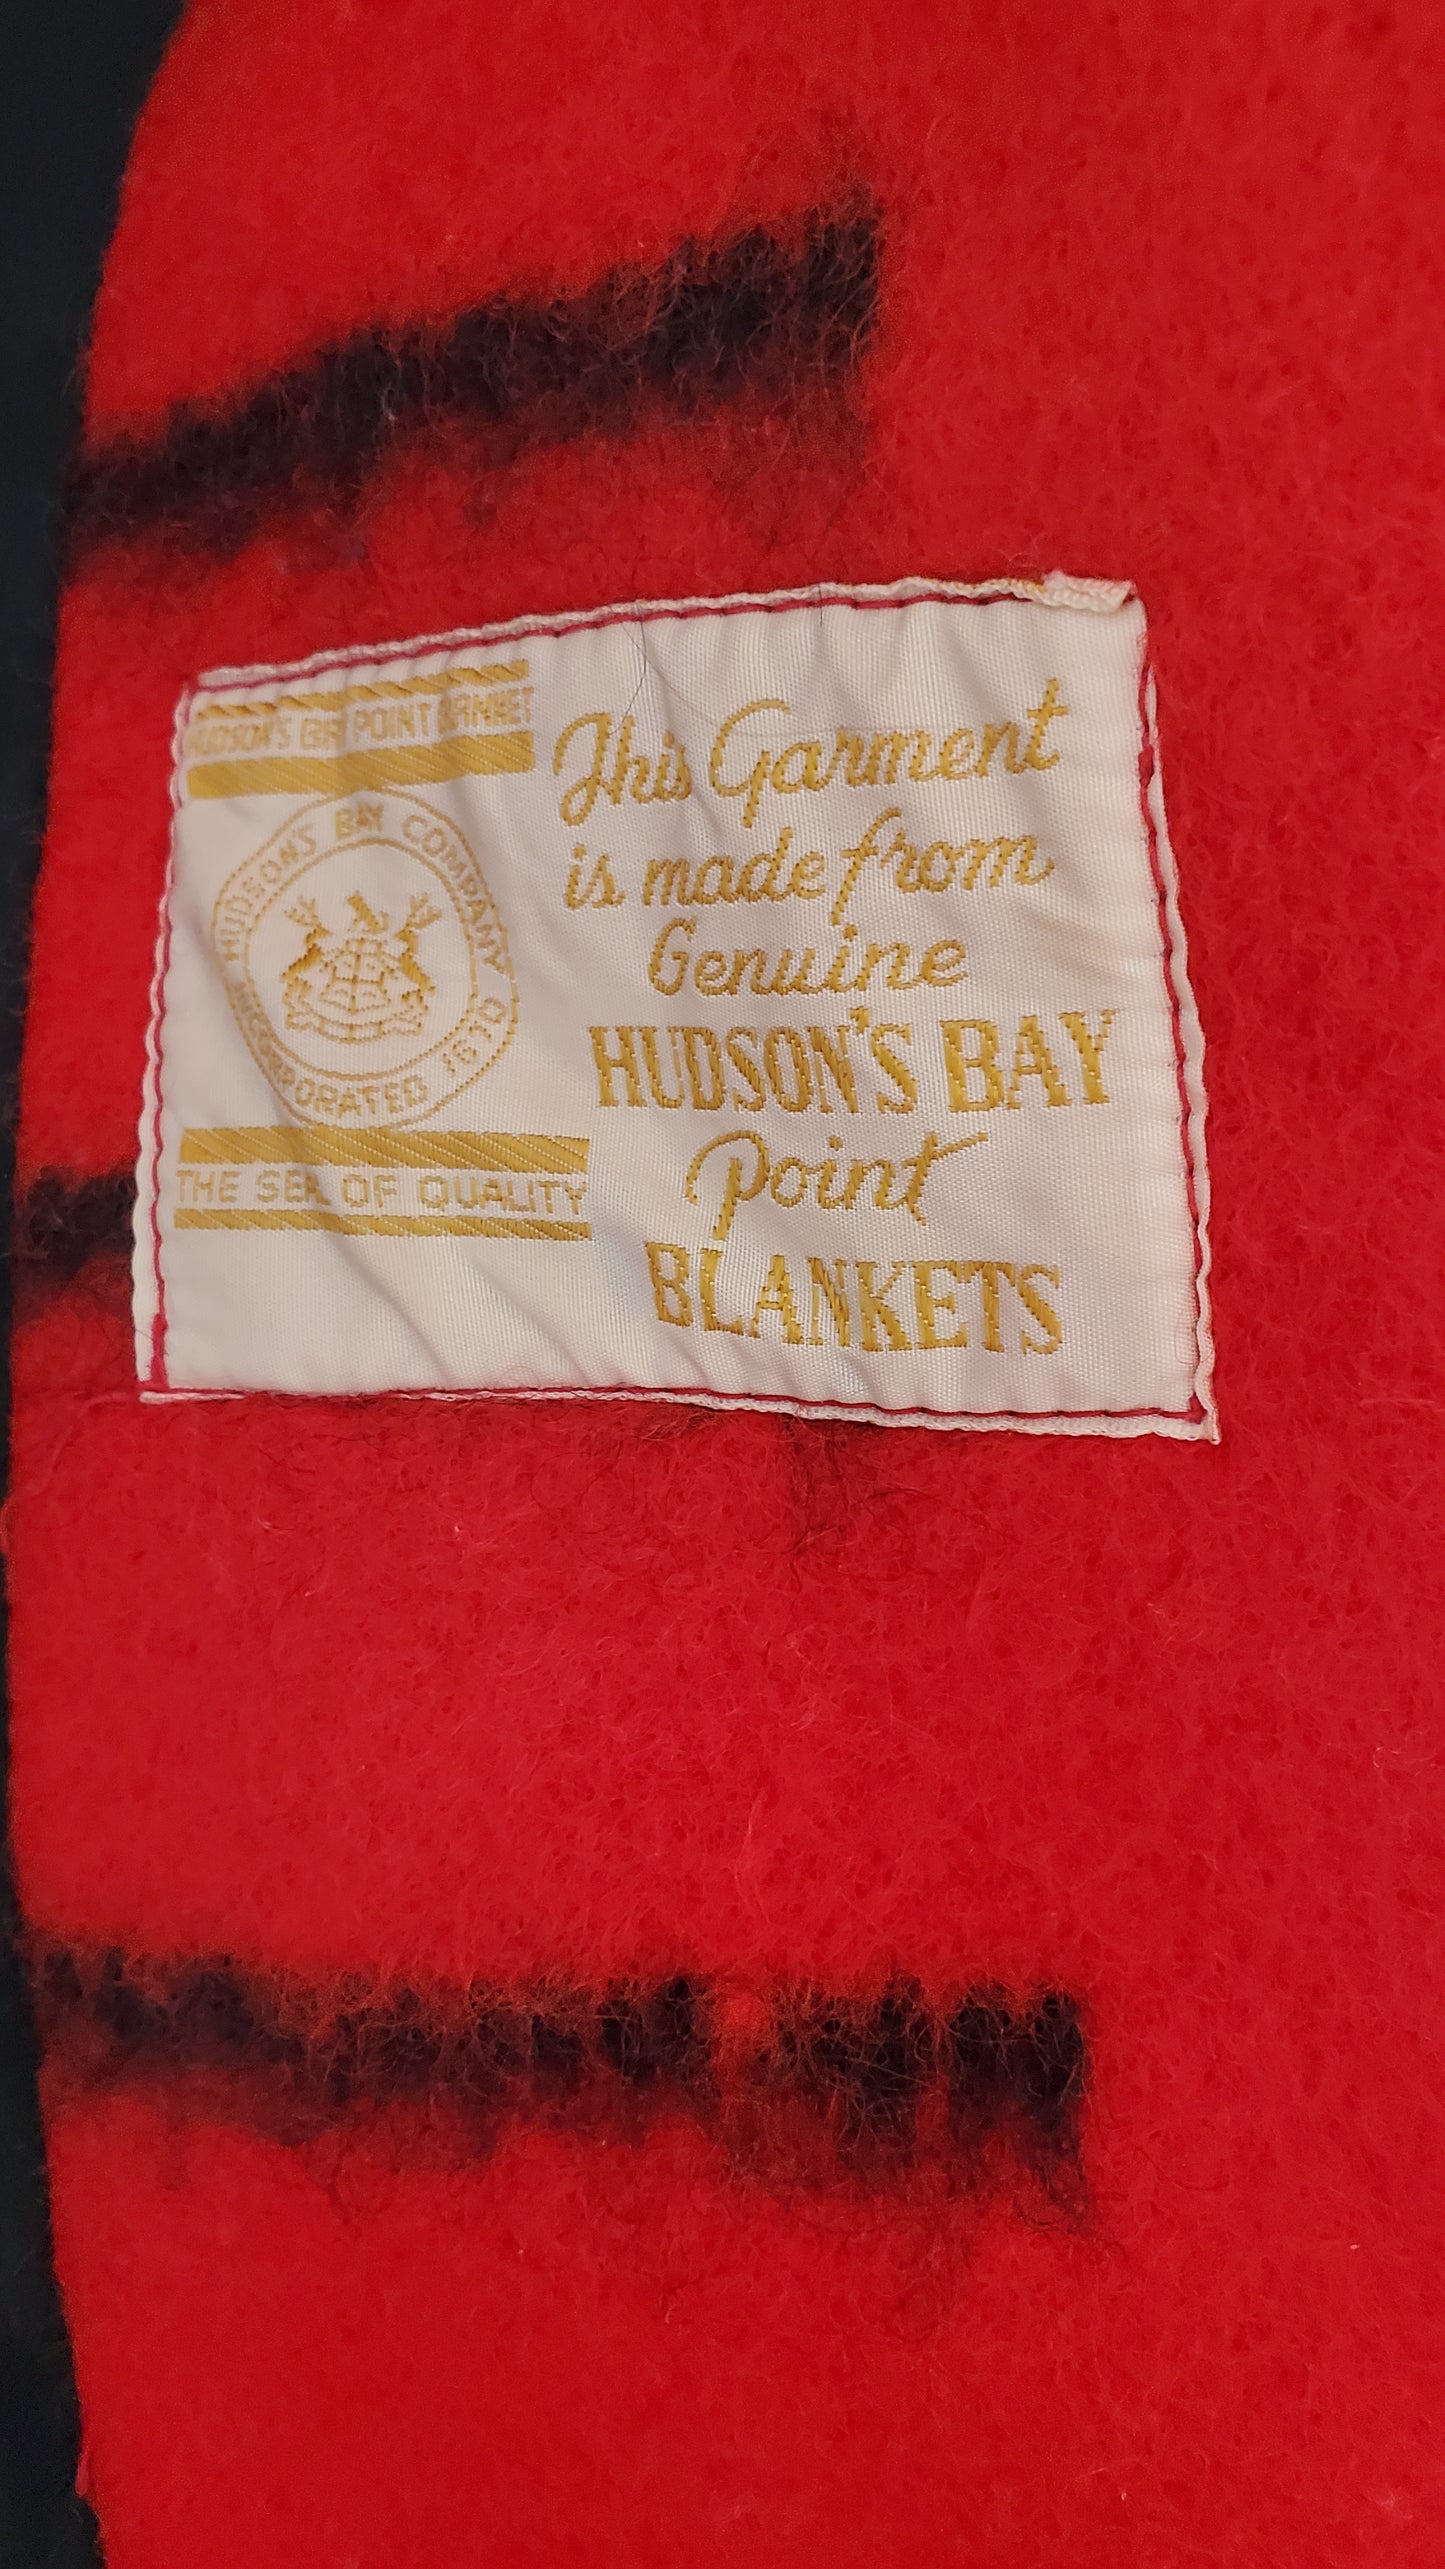 HUDSON'S BAY POINT BLANKET
HUDSON'S BAY COMPANY
INCORPORATED 1670
THE SEAL OF QUALITY
This Garment
is made from
Genuine
HUDSON'S BAY
Point
BLANKETS